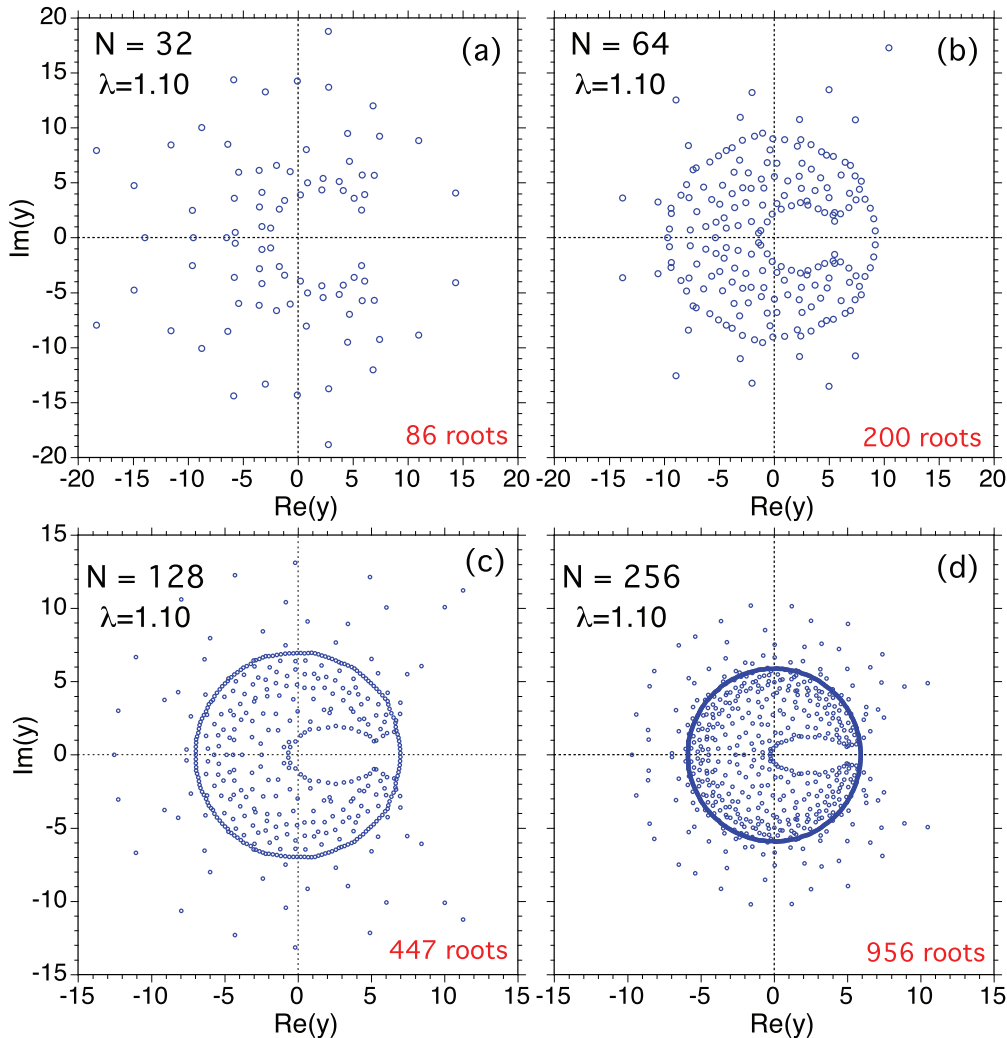 N = 32
λ=1.10
(a)
20
15
10
5
0
-5
-10
-15
-20
Im(y)
86 roots
-20 -15 -10 -5 0 5 10 15 20
Re(y)
N = 64
λ=1.10
(b)
200 roots
-20 -15 -10 -5 0 5 10 15 20
Re(y)
N = 128
λ=1.10
(c)
15
10
5
0
-5
-10
-15
Im(y)
447 roots
-15 -10 -5 0 5 10 15
Re(y)
N = 256
λ=1.10
(d)
956 roots
-15 -10 -5 0 5 10 15
Re(y)